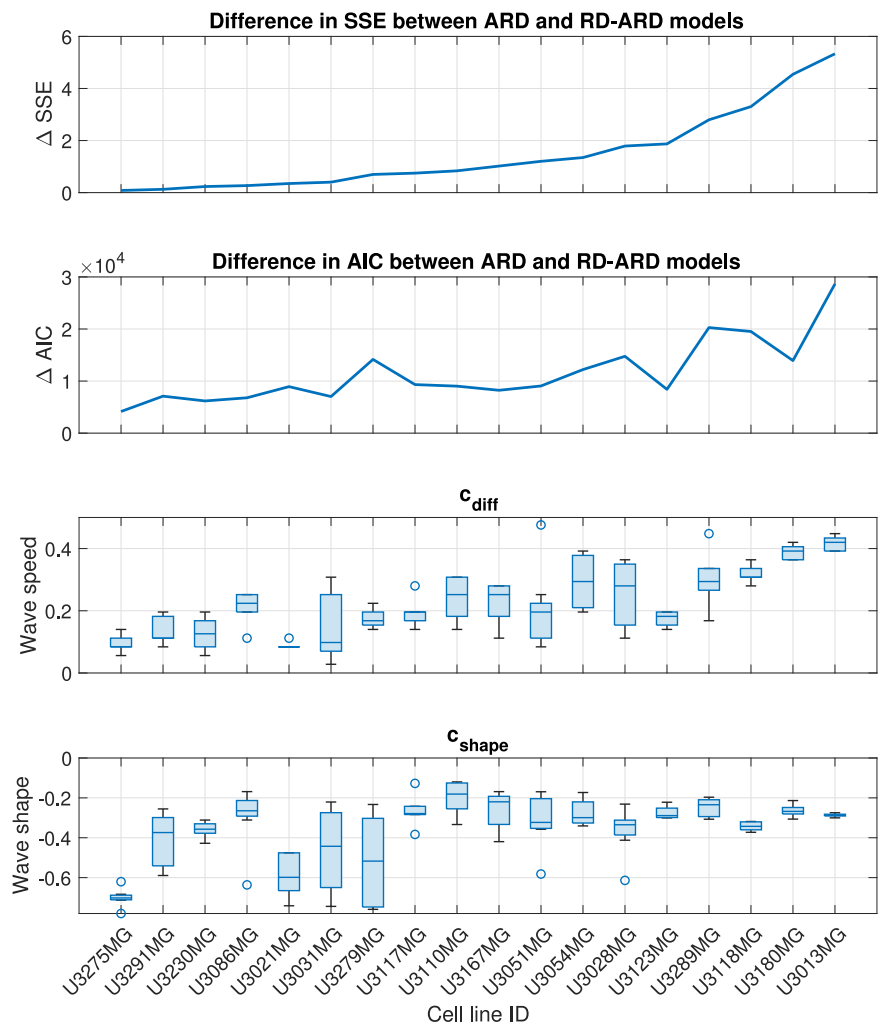 Difference in SSE between ARD and RD-ARD models
6
4
2
0
Δ SSE
Difference in AIC between ARD and RD-ARD models
×10^4
3
2
1
0
Δ AIC
c_diff
0.4
0.2
0
Wave speed
c_shape
0
-0.2
-0.4
-0.6
Wave shape
U3275MG
U3291MG
U3230MG
U3086MG
U3021MG
U3031MG
U3279MG
U3117MG
U3110MG
U3167MG
U3051MG
U3054MG
U3028MG
U3123MG
U3289MG
U3118MG
U3180MG
U3013MG
Cell line ID